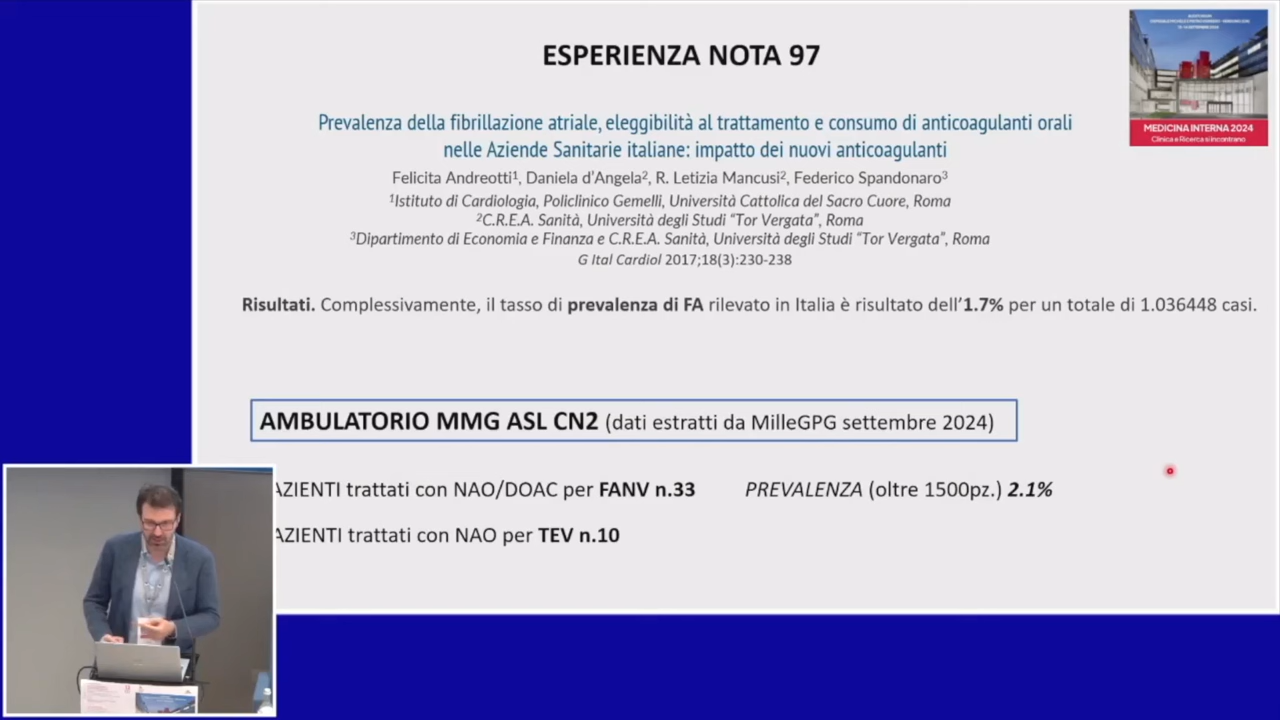 ESPERIENZA NOTA 97
Prevalenza della fibrillazione atriale, eleggibilità al trattamento e consumo di anticoagulanti orali
nelle Aziende Sanitarie italiane: impatto dei nuovi anticoagulanti
Felicita Andreotti¹, Daniela d’Angela², R. Letizia Mancusi², Federico Spandonaro³
¹Istituto di Cardiologia, Policlinico Gemelli, Università Cattolica del Sacro Cuore, Roma
²C.R.E.A. Sanità, Università degli Studi “Tor Vergata”, Roma
³Dipartimento di Economia e Finanza e C.R.E.A. Sanità, Università degli Studi “Tor Vergata”, Roma
G Ital Cardiol 2017;18(3):230-238
MEDICINA INTERNA 2024
Clinica e Ricerca si incontrano
Risultati. Complessivamente, il tasso di prevalenza di FA rilevato in Italia è risultato dell’1.7% per un totale di 1.036448 casi.
AMBULATORIO MMG ASL CN2 (dati estratti da MilleGPG settembre 2024)
AZIENTI trattati con NAO/DOAC per FANV n.33 PREVALENZA (oltre 1500pz.) 2.1%
AZIENTI trattati con NAO per TEV n.10